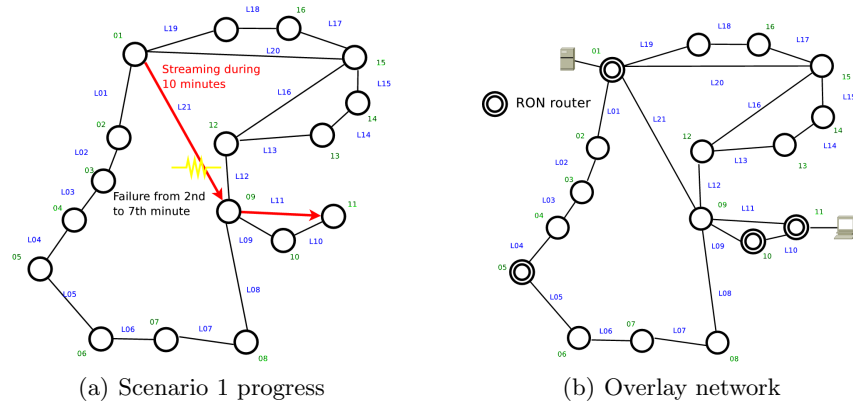 L18
16
L17
01
L19
L20
15
Streaming during
10 minutes
L15
L01
L21
L16
14
12
02
L14
L02
L13
13
03
Failure from 2nd
to 7th minute
L12
L03
09
04
L11
11
L04
L09
L10
05
10
L05
L08
L06
07
L07
06
08
(a) Scenario 1 progress
L18
16
L17
01
L19
15
L20
RON router
L01
L16
L15
14
02
L21
12
L14
L02
L13
13
03
L12
L03
09
04
L11
11
L04
L09
L10
10
05
L08
L05
L06
07
L07
06
08
(b) Overlay network